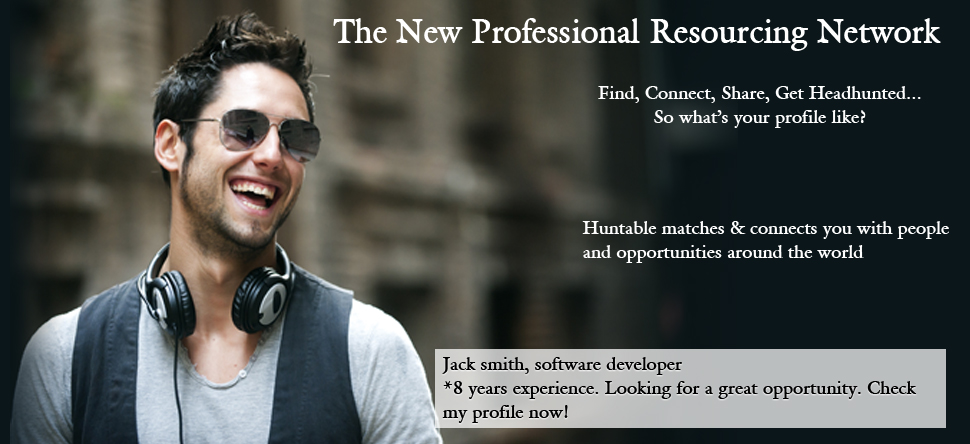 The New Professional Resourcing Network
Find, Connect, Share, Get Headhunted...
So what's your profile like?
Huntable matches & connects you with people
and opportunities around the world
Jack smith, software developer
*8 years experience. Looking for a great opportunity. Check
my profile now!